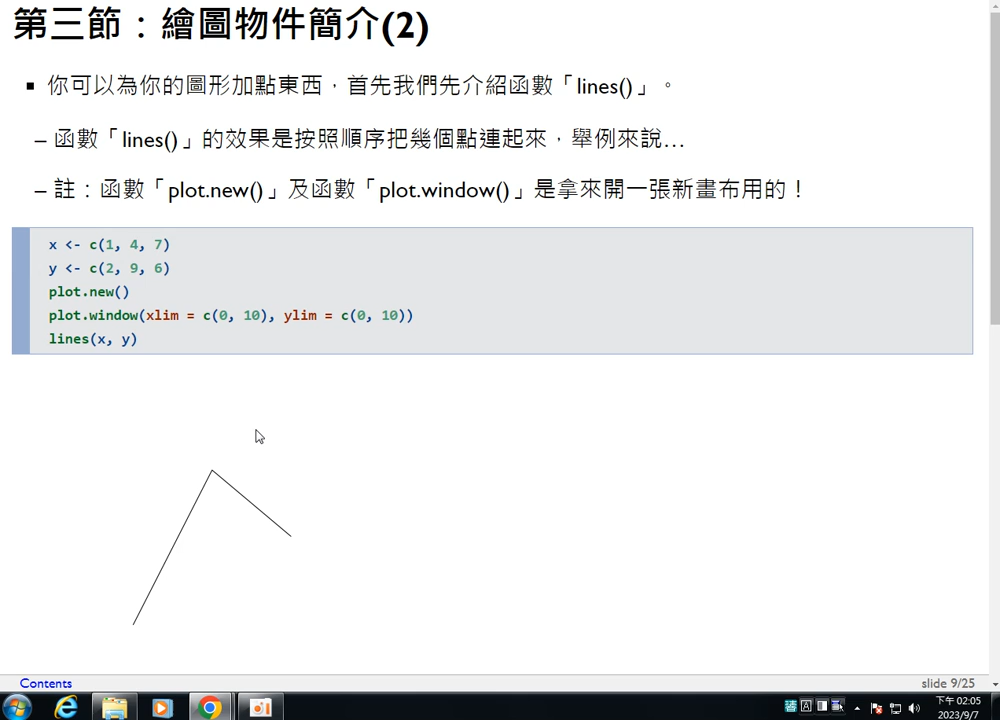 第三節：繪圖物件簡介(2)
▪ 你可以為你的圖形加點東西，首先我們先介紹函數「lines()」。
– 函數「lines()」的效果是按照順序把幾個點連起來，舉例來說…
– 註：函數「plot.new()」及函數「plot.window()」是拿來開一張新畫布用的！
x <- c(1, 4, 7)
y <- c(2, 9, 6)
plot.new()
plot.window(xlim = c(0, 10), ylim = c(0, 10))
lines(x, y)
Contents
slide 9/25
下午 02:05
2023/9/7